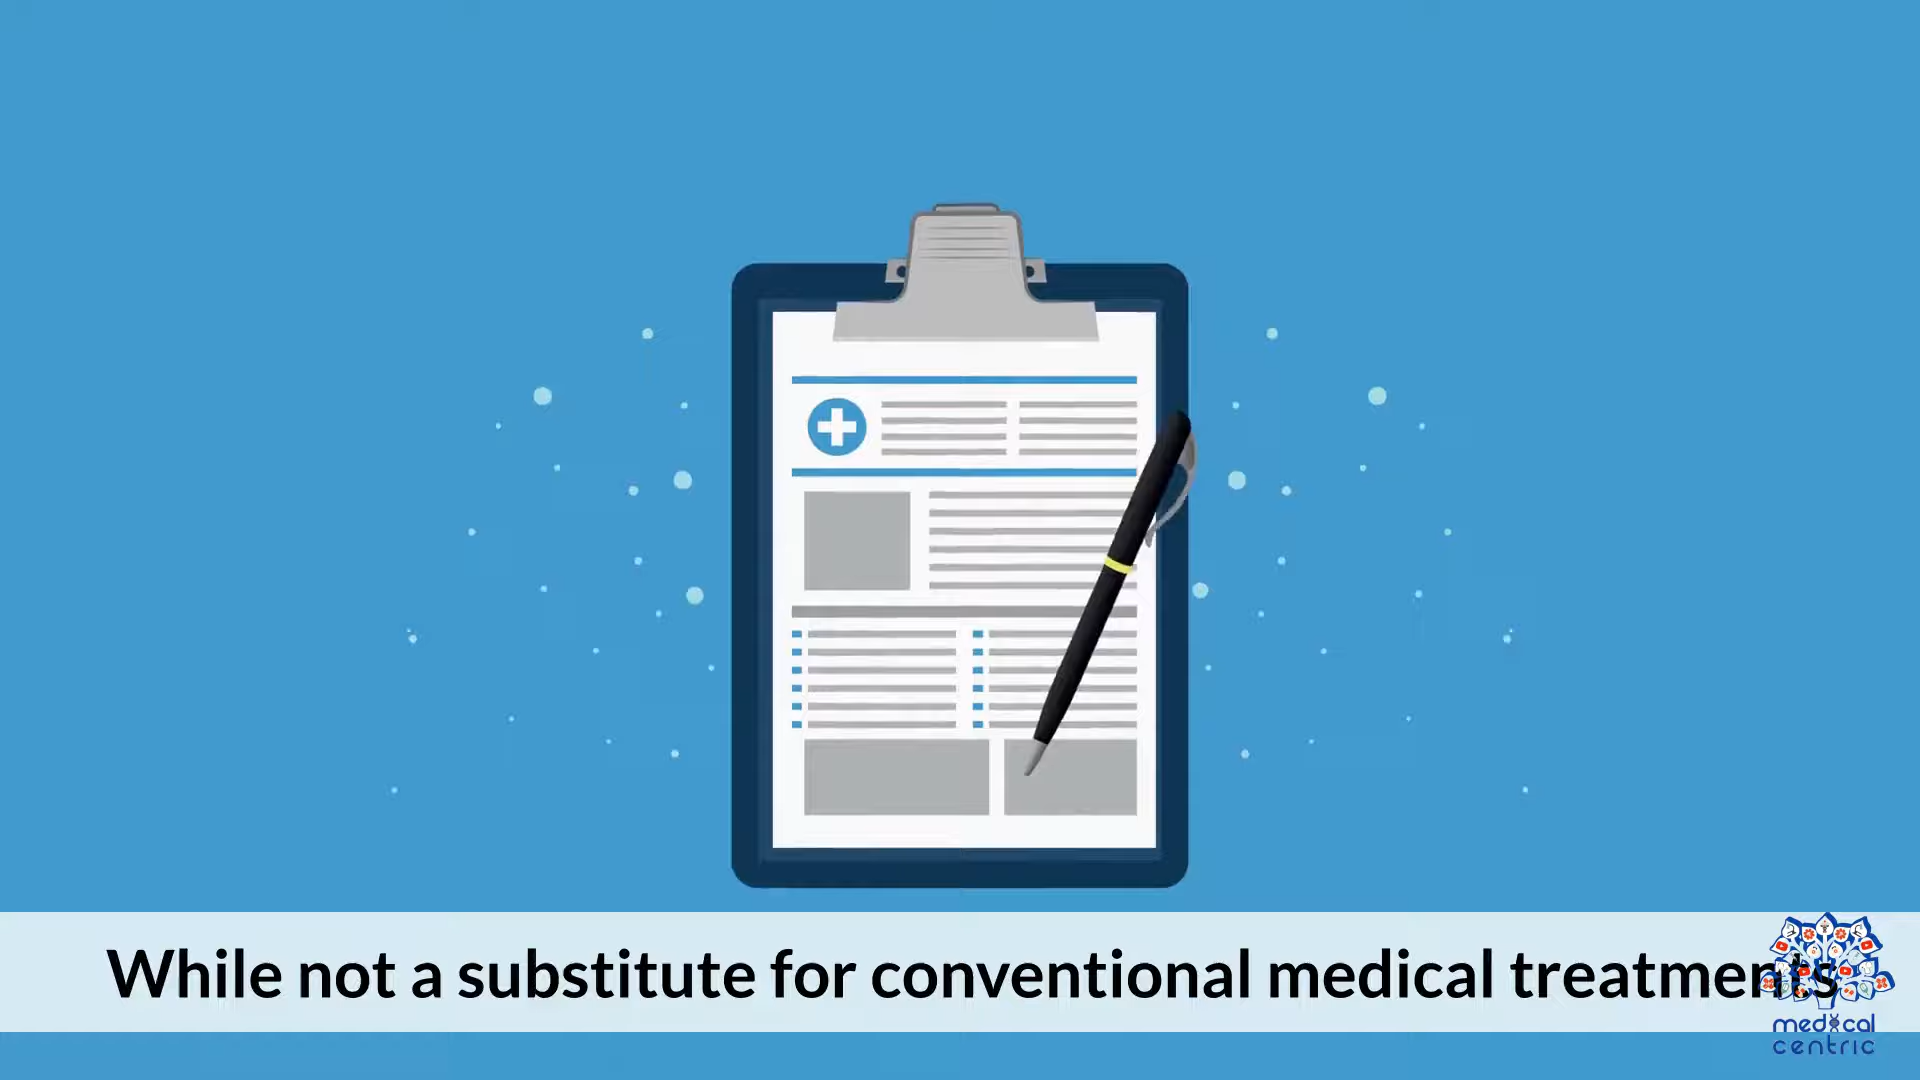 While not a substitute for conventional medical treatments
medical
centric